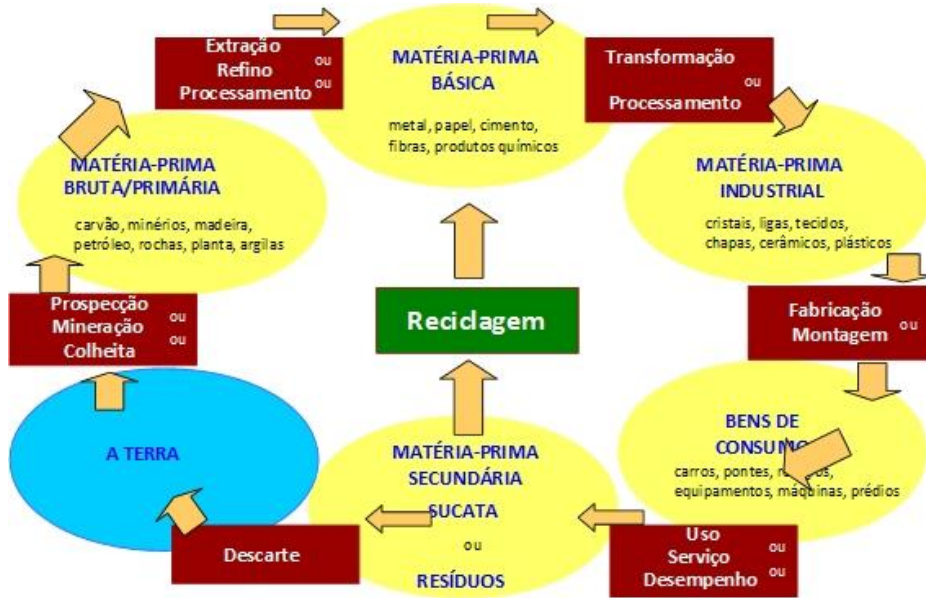 Extração
ou
Refino
ou
Processamento
MATÉRIA-PRIMA
BÁSICA
metal, papel, cimento,
fibras, produtos químicos
Transformação
ou
Processamento
MATÉRIA-PRIMA
BRUTA/PRIMÁRIA
carvão, minérios, madeira,
petróleo, rochas, planta, argilas
MATÉRIA-PRIMA
INDUSTRIAL
cristais, ligas, tecidos,
chapas, cerâmicos, plásticos
Prospecção
ou
Mineração
ou
Colheita
Reciclagem
Fabricação
ou
Montagem
A TERRA
MATÉRIA-PRIMA
SECUNDÁRIA
SUCATA
ou
RESÍDUOS
BENS DE
CONSUMO
carros, pontes,
equipamentos, máquinas, prédios
Descarte
Uso
ou
Serviço
ou
Desempenho